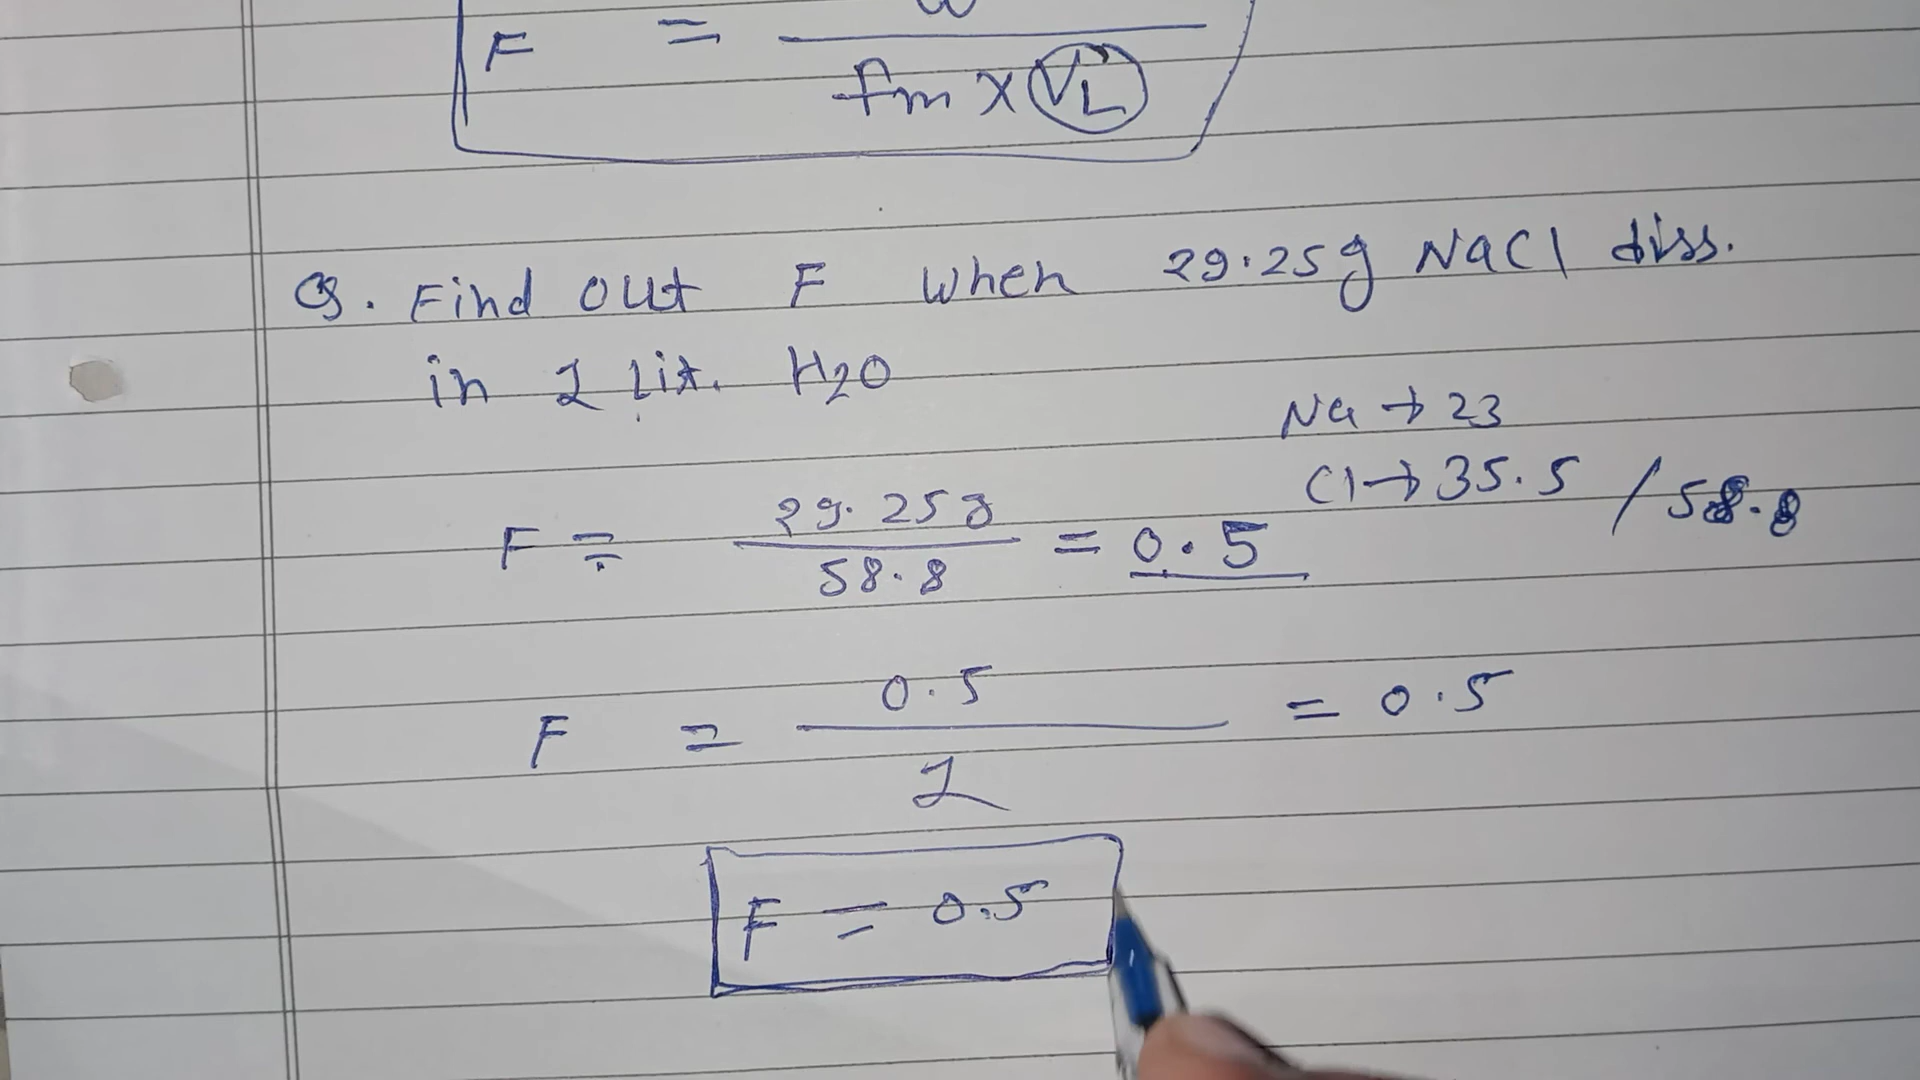 F = w
fm x VL
Q. Find out F when 29.25g NaCl diss.
in 1 Lit. H2O
Na → 23
Cl → 35.5 / 58.8
F = 29.25g / 58.8 = 0.5
F = 0.5 / 1 = 0.5
F = 0.5